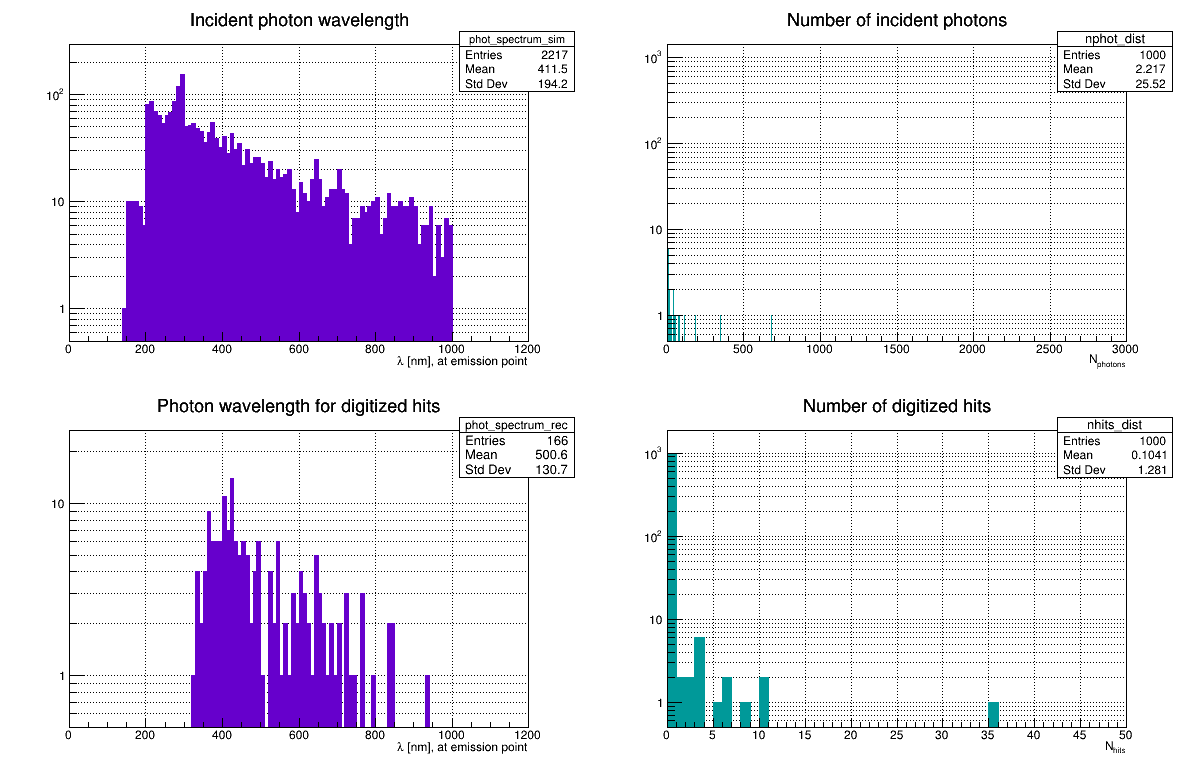 Incident photon wavelength
phot_spectrum_sim
Entries 2217
Mean 411.5
Std Dev 194.2
10²
10
1
0 200 400 600 800 1000 1200
λ [nm], at emission point
Number of incident photons
nphot_dist
Entries 1000
Mean 2.217
Std Dev 25.52
10³
10²
10
1
0 500 1000 1500 2000 2500 3000
N_photons
Photon wavelength for digitized hits
phot_spectrum_rec
Entries 166
Mean 500.6
Std Dev 130.7
10
1
0 200 400 600 800 1000 1200
λ [nm], at emission point
Number of digitized hits
nhits_dist
Entries 1000
Mean 0.1041
Std Dev 1.281
10³
10²
10
1
0 5 10 15 20 25 30 35 40 45 50
N_hits